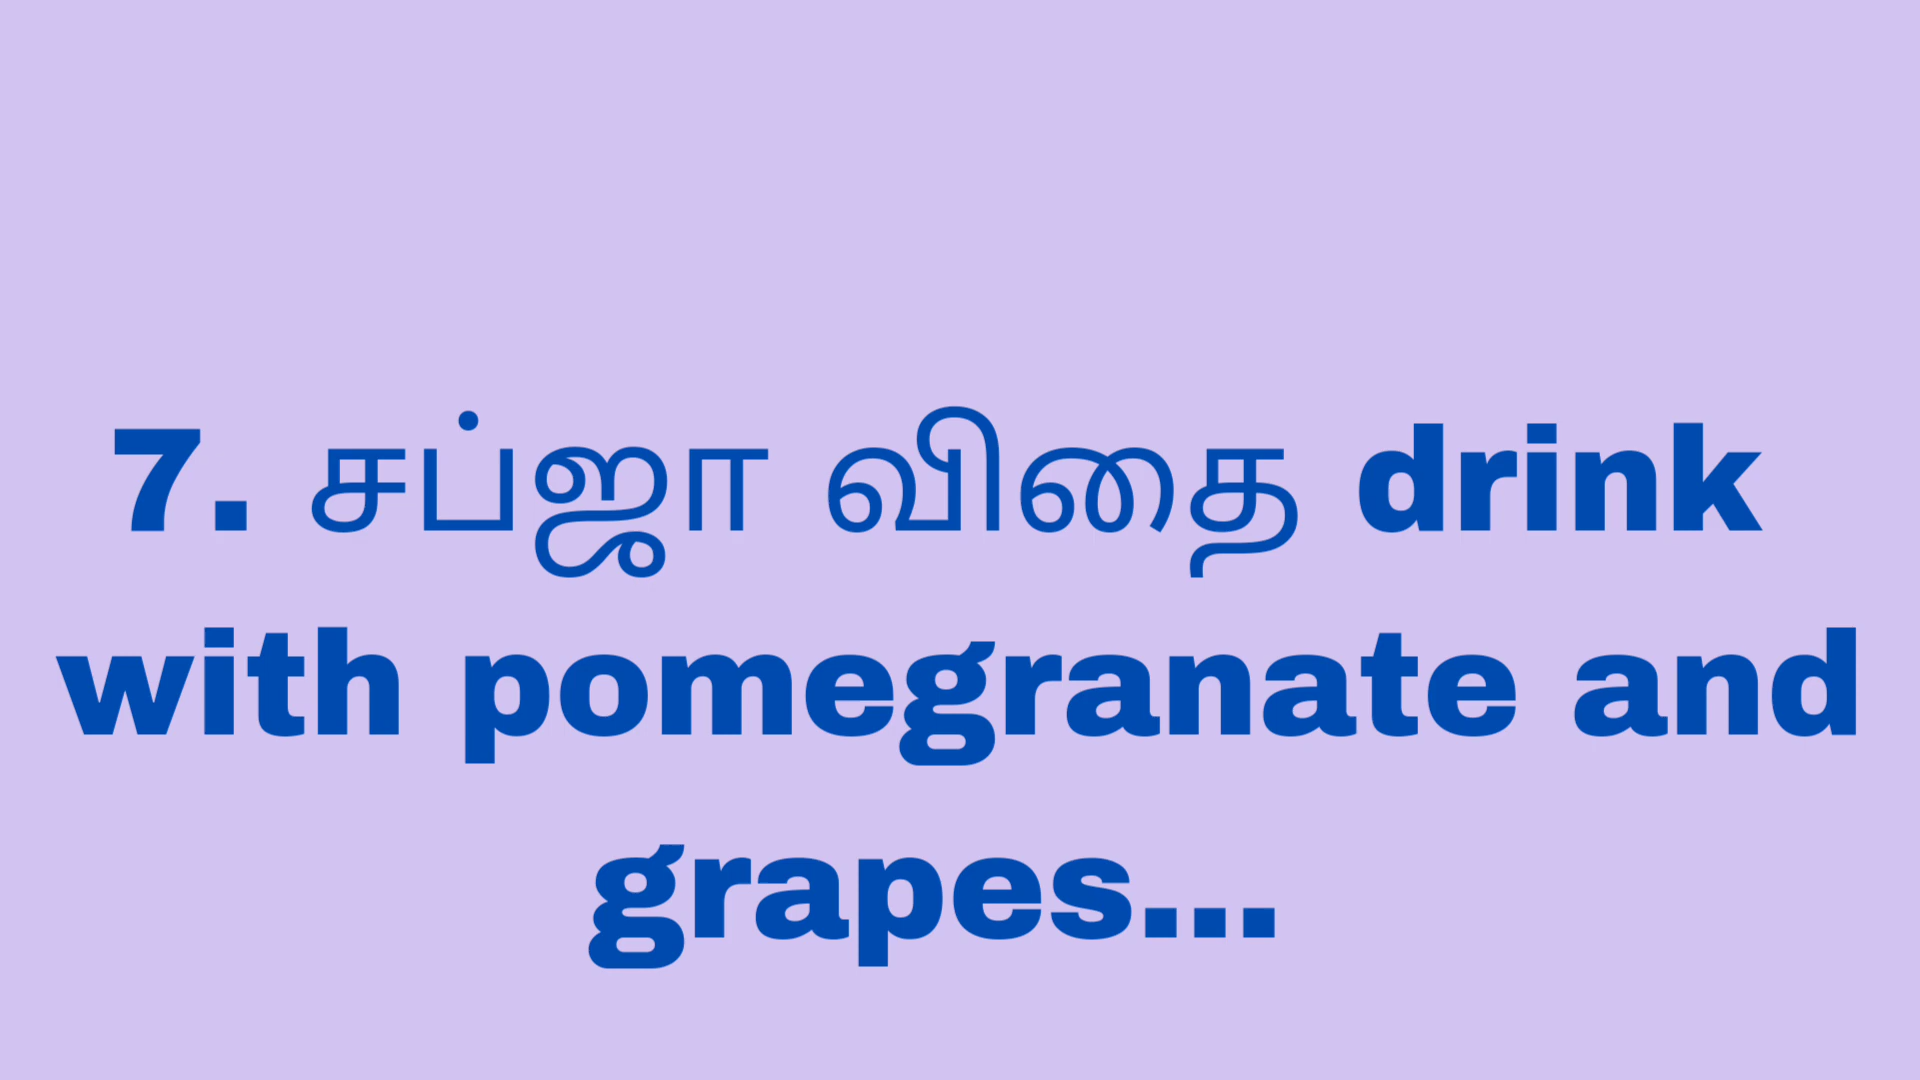 7. சப்ஜா விதை drink
with pomegranate and
grapes...